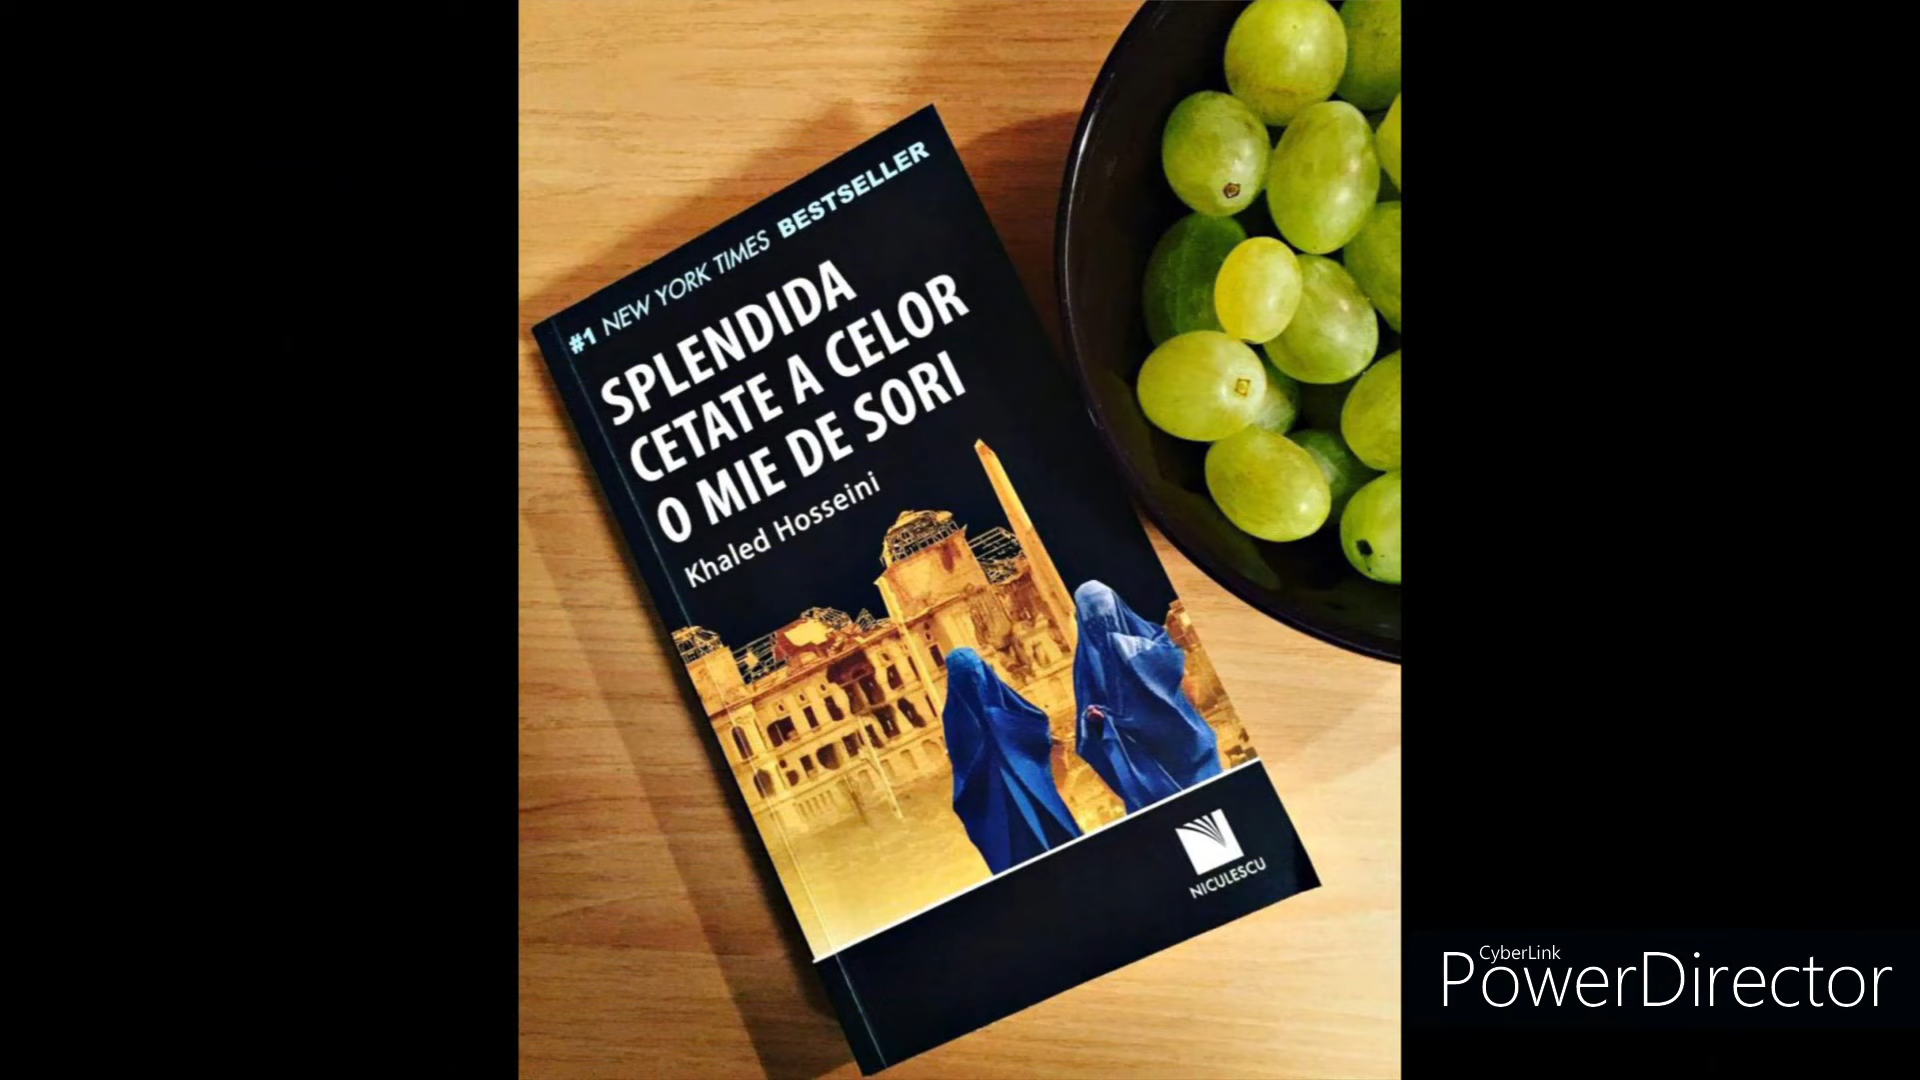 #1 NEW YORK TIMES BESTSELLER
SPLENDIDA
CETATE A CELOR
O MIE DE SORI
Khaled Hosseini
NICULESCU
CyberLink
PowerDirector